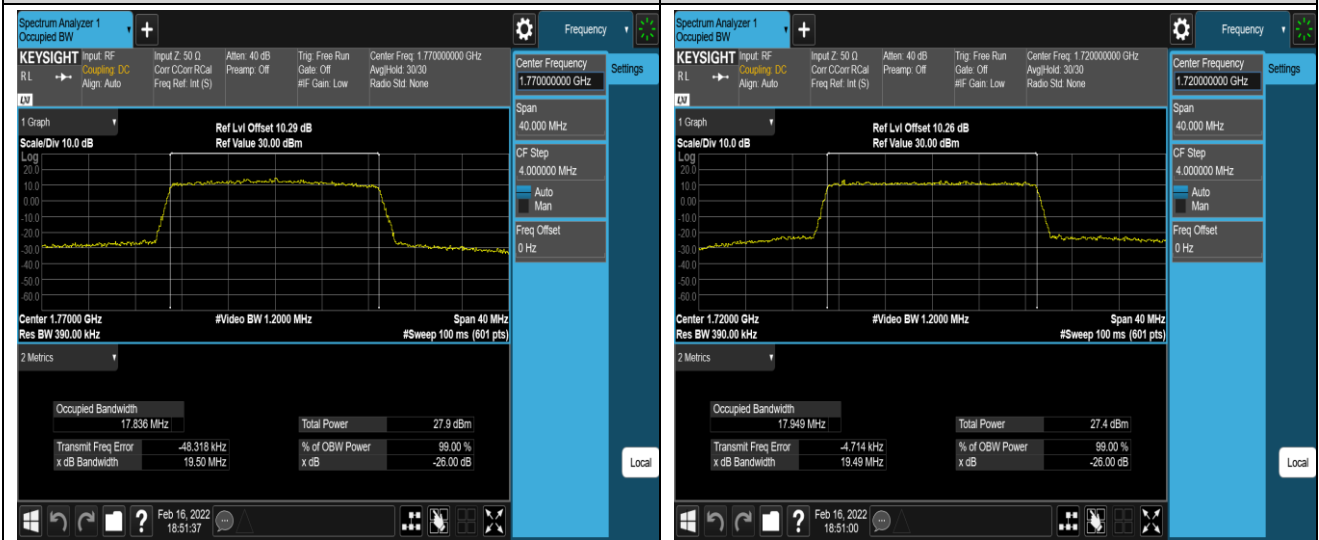 Spectrum Analyzer 1
Occupied BW
+
Frequency
KEYSIGHT
RL
LXI
Input: RF
Coupling: DC
Align: Auto
Input Z: 50 Ω
Corr CCorr RCal
Freq Ref: Int (S)
Atten: 40 dB
Preamp: Off
Trig: Free Run
Gate: Off
#IF Gain: Low
Center Freq: 1.770000000 GHz
Avg|Hold: 30/30
Radio Std: None
Center Frequency
1.770000000 GHz
Settings
Span
40.000 MHz
CF Step
4.000000 MHz
Auto
Man
Freq Offset
0 Hz
Local
1 Graph
Ref Lvl Offset 10.29 dB
Scale/Div 10.0 dB
Ref Value 30.00 dBm
Log
20.0
10.0
0.00
-10.0
-20.0
-30.0
-40.0
-50.0
-60.0
Center 1.77000 GHz
#Video BW 1.2000 MHz
Span 40 MHz
Res BW 390.00 kHz
#Sweep 100 ms (601 pts)
2 Metrics
Occupied Bandwidth
17.836 MHz
Total Power 27.9 dBm
Transmit Freq Error -48.318 kHz
% of OBW Power 99.00 %
x dB Bandwidth 19.50 MHz
x dB -26.00 dB
?
Feb 16, 2022
18:51:37
Spectrum Analyzer 1
Occupied BW
+
Frequency
KEYSIGHT
RL
LXI
Input: RF
Coupling: DC
Align: Auto
Input Z: 50 Ω
Corr CCorr RCal
Freq Ref: Int (S)
Atten: 40 dB
Preamp: Off
Trig: Free Run
Gate: Off
#IF Gain: Low
Center Freq: 1.720000000 GHz
Avg|Hold: 30/30
Radio Std: None
Center Frequency
1.720000000 GHz
Settings
Span
40.000 MHz
CF Step
4.000000 MHz
Auto
Man
Freq Offset
0 Hz
Local
1 Graph
Ref Lvl Offset 10.26 dB
Scale/Div 10.0 dB
Ref Value 30.00 dBm
Log
20.0
10.0
0.00
-10.0
-20.0
-30.0
-40.0
-50.0
-60.0
Center 1.72000 GHz
#Video BW 1.2000 MHz
Span 40 MHz
Res BW 390.00 kHz
#Sweep 100 ms (601 pts)
2 Metrics
Occupied Bandwidth
17.949 MHz
Total Power 27.4 dBm
Transmit Freq Error -4.714 kHz
% of OBW Power 99.00 %
x dB Bandwidth 19.49 MHz
x dB -26.00 dB
?
Feb 16, 2022
18:51:00